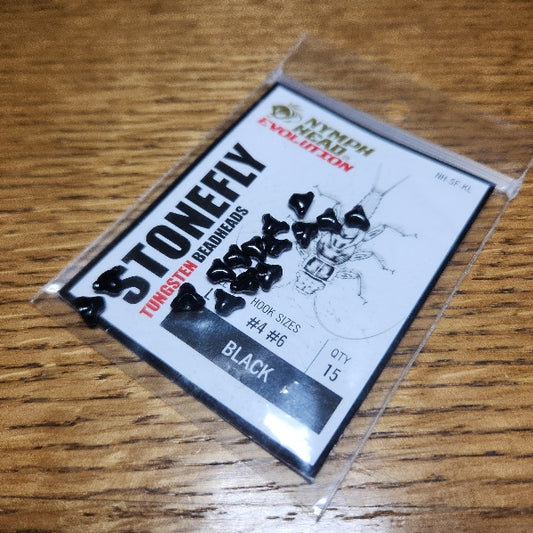 NYMPH
HEAD
EVOLUTION
NH-SF-KL
STONEFLY
TUNGSTEN BEADHEADS
HOOK SIZES
#4 #6
QTY
15
BLACK